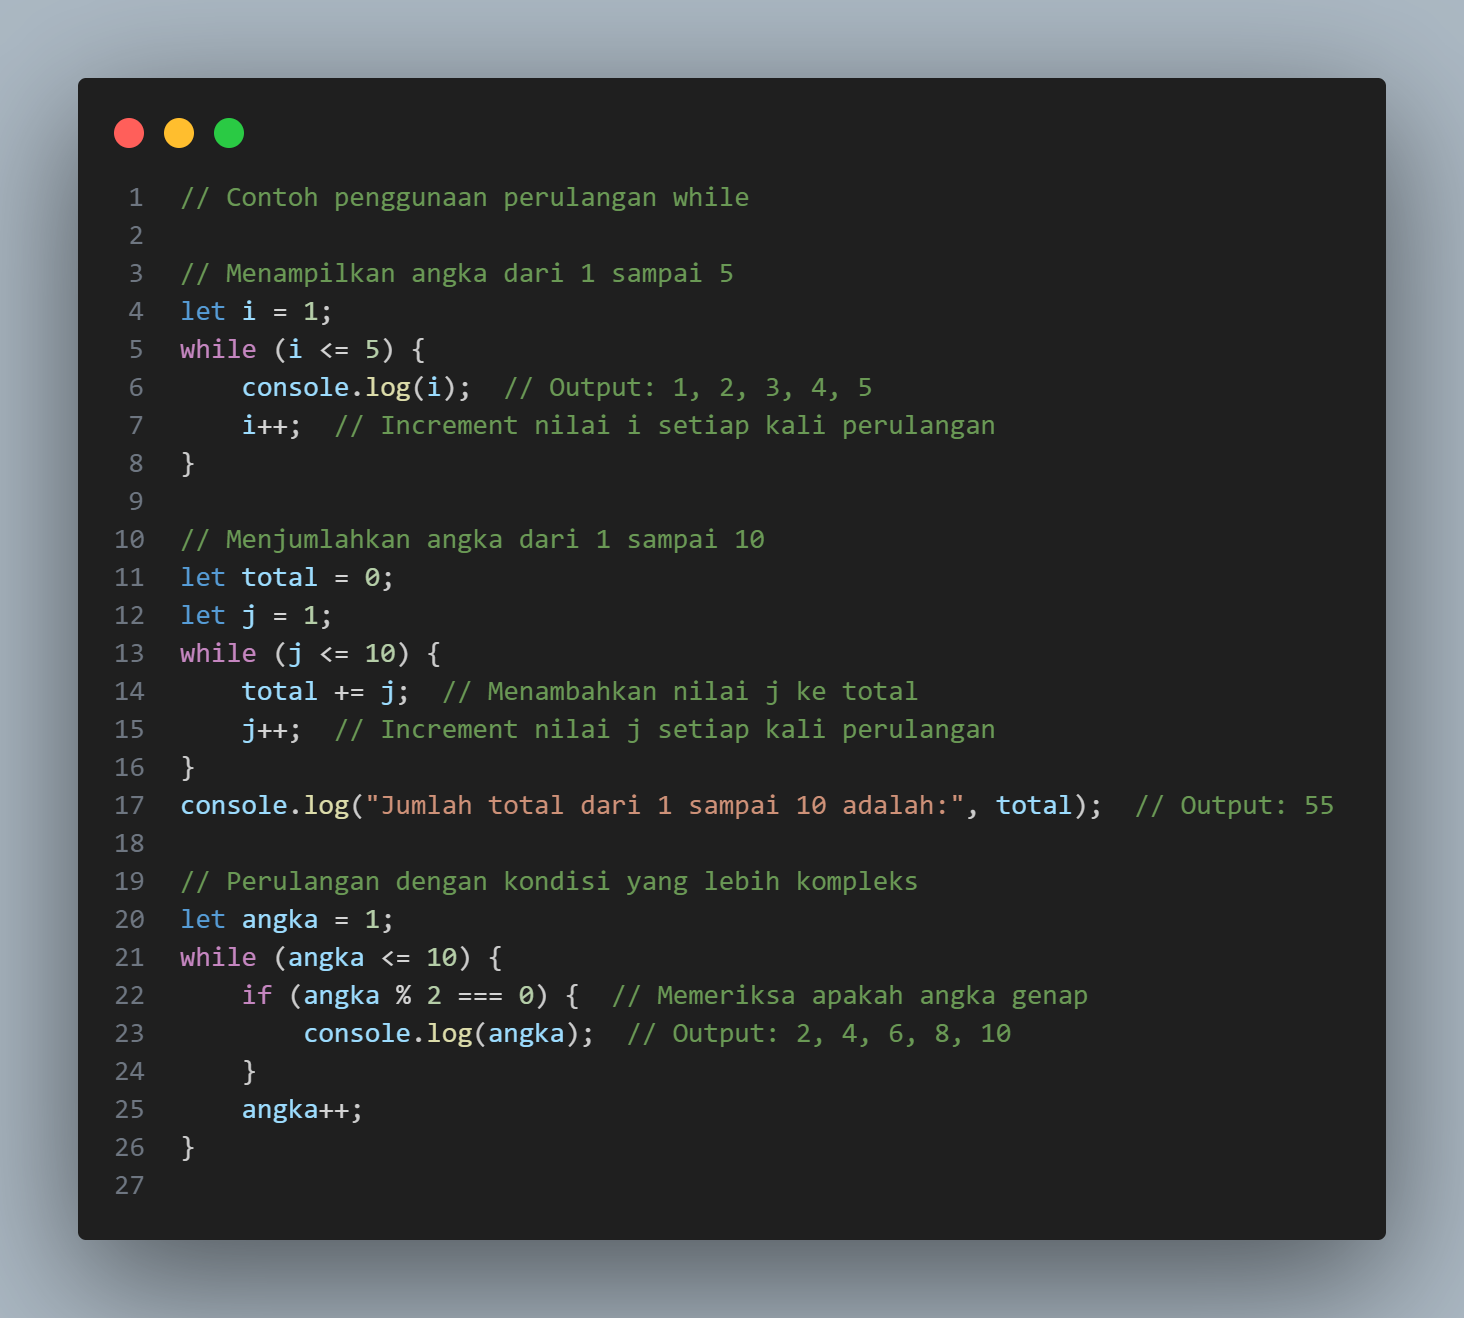 1 // Contoh penggunaan perulangan while
2
3 // Menampilkan angka dari 1 sampai 5
4 let i = 1;
5 while (i <= 5) {
6     console.log(i);  // Output: 1, 2, 3, 4, 5
7     i++;  // Increment nilai i setiap kali perulangan
8 }
9
10 // Menjumlahkan angka dari 1 sampai 10
11 let total = 0;
12 let j = 1;
13 while (j <= 10) {
14     total += j;  // Menambahkan nilai j ke total
15     j++;  // Increment nilai j setiap kali perulangan
16 }
17 console.log("Jumlah total dari 1 sampai 10 adalah:", total);  // Output: 55
18
19 // Perulangan dengan kondisi yang lebih kompleks
20 let angka = 1;
21 while (angka <= 10) {
22     if (angka % 2 === 0) {  // Memeriksa apakah angka genap
23         console.log(angka);  // Output: 2, 4, 6, 8, 10
24     }
25     angka++;
26 }
27